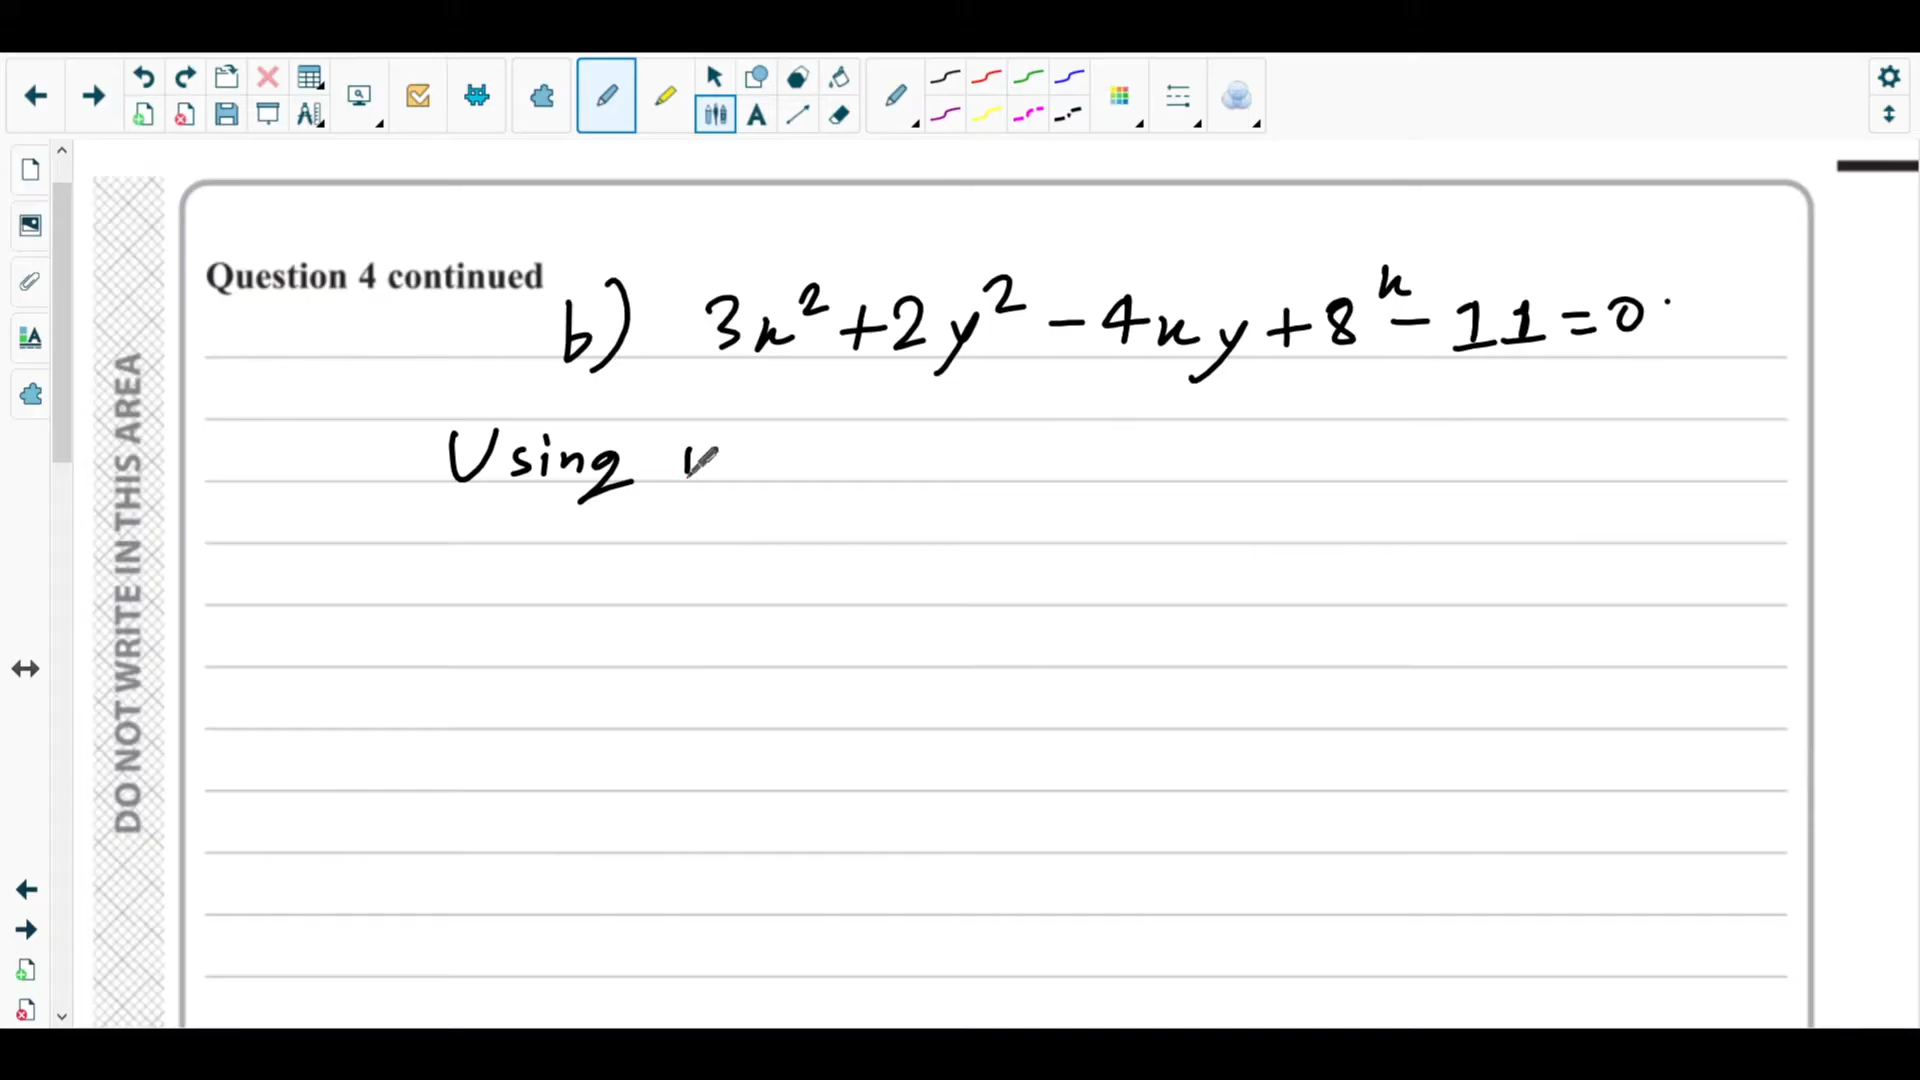 Question 4 continued
b) 3x² + 2y² - 4xy + 8ˣ - 11 = 0
Using
DO NOT WRITE IN THIS AREA